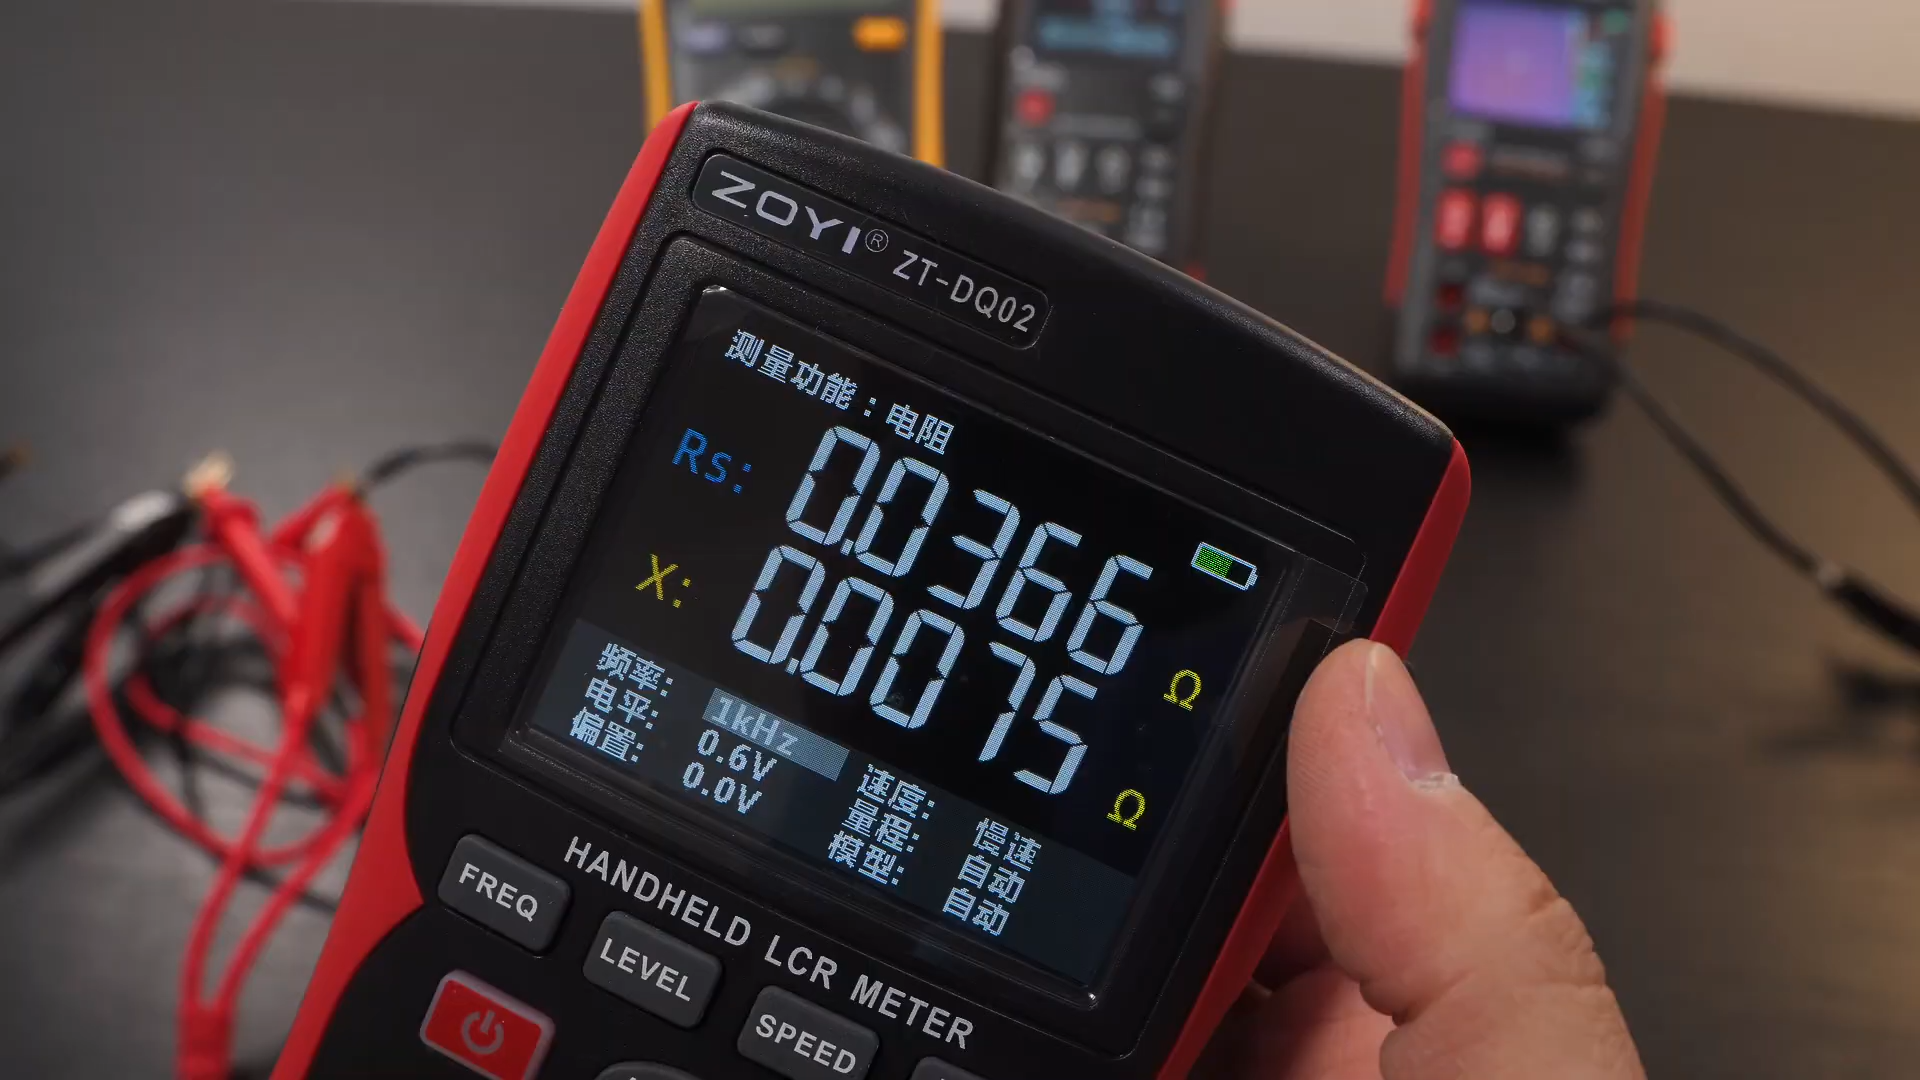 ZOYI® ZT-DQ02
测量功能：电阻
Rs: 0.0366 Ω
X: 0.0075 Ω
频率: 1kHz
电平: 0.6V
偏置: 0.0V
速度: 慢速
量程: 自动
模型: 自动
HANDHELD LCR METER
FREQ
LEVEL
SPEED